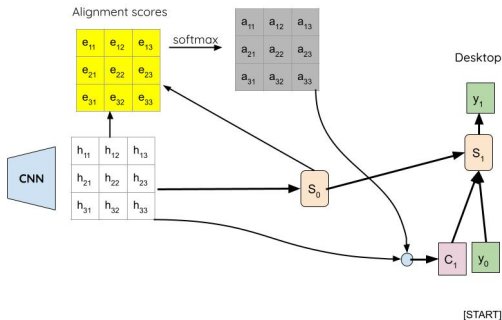 Alignment scores
softmax
e₁₁ e₁₂ e₁₃
e₂₁ e₂₂ e₂₃
e₃₁ e₃₂ e₃₃
a₁₁ a₁₂ a₁₃
a₂₁ a₂₂ a₂₃
a₃₁ a₃₂ a₃₃
Desktop
y₁
CNN
h₁₁ h₁₂ h₁₃
h₂₁ h₂₂ h₂₃
h₃₁ h₃₂ h₃₃
S₀
S₁
C₁
y₀
[START]